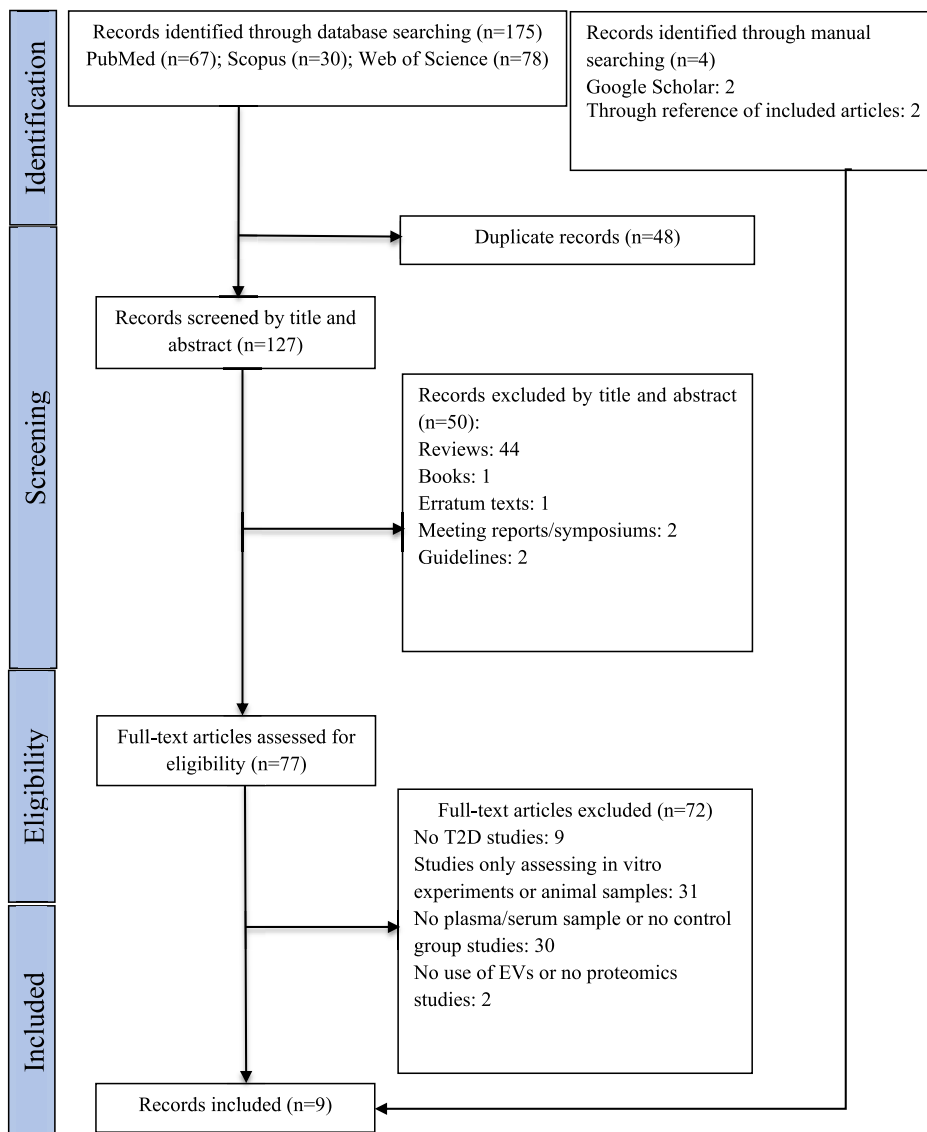 Identification
Records identified through database searching (n=175)
PubMed (n=67); Scopus (n=30); Web of Science (n=78)
Records identified through manual
searching (n=4)
Google Scholar: 2
Through reference of included articles: 2
Screening
Duplicate records (n=48)
Records screened by title and
abstract (n=127)
Records excluded by title and abstract
(n=50):
Reviews: 44
Books: 1
Erratum texts: 1
Meeting reports/symposiums: 2
Guidelines: 2
Eligibility
Full-text articles assessed for
eligibility (n=77)
Full-text articles excluded (n=72)
No T2D studies: 9
Studies only assessing in vitro
experiments or animal samples: 31
No plasma/serum sample or no control
group studies: 30
No use of EVs or no proteomics
studies: 2
Included
Records included (n=9)